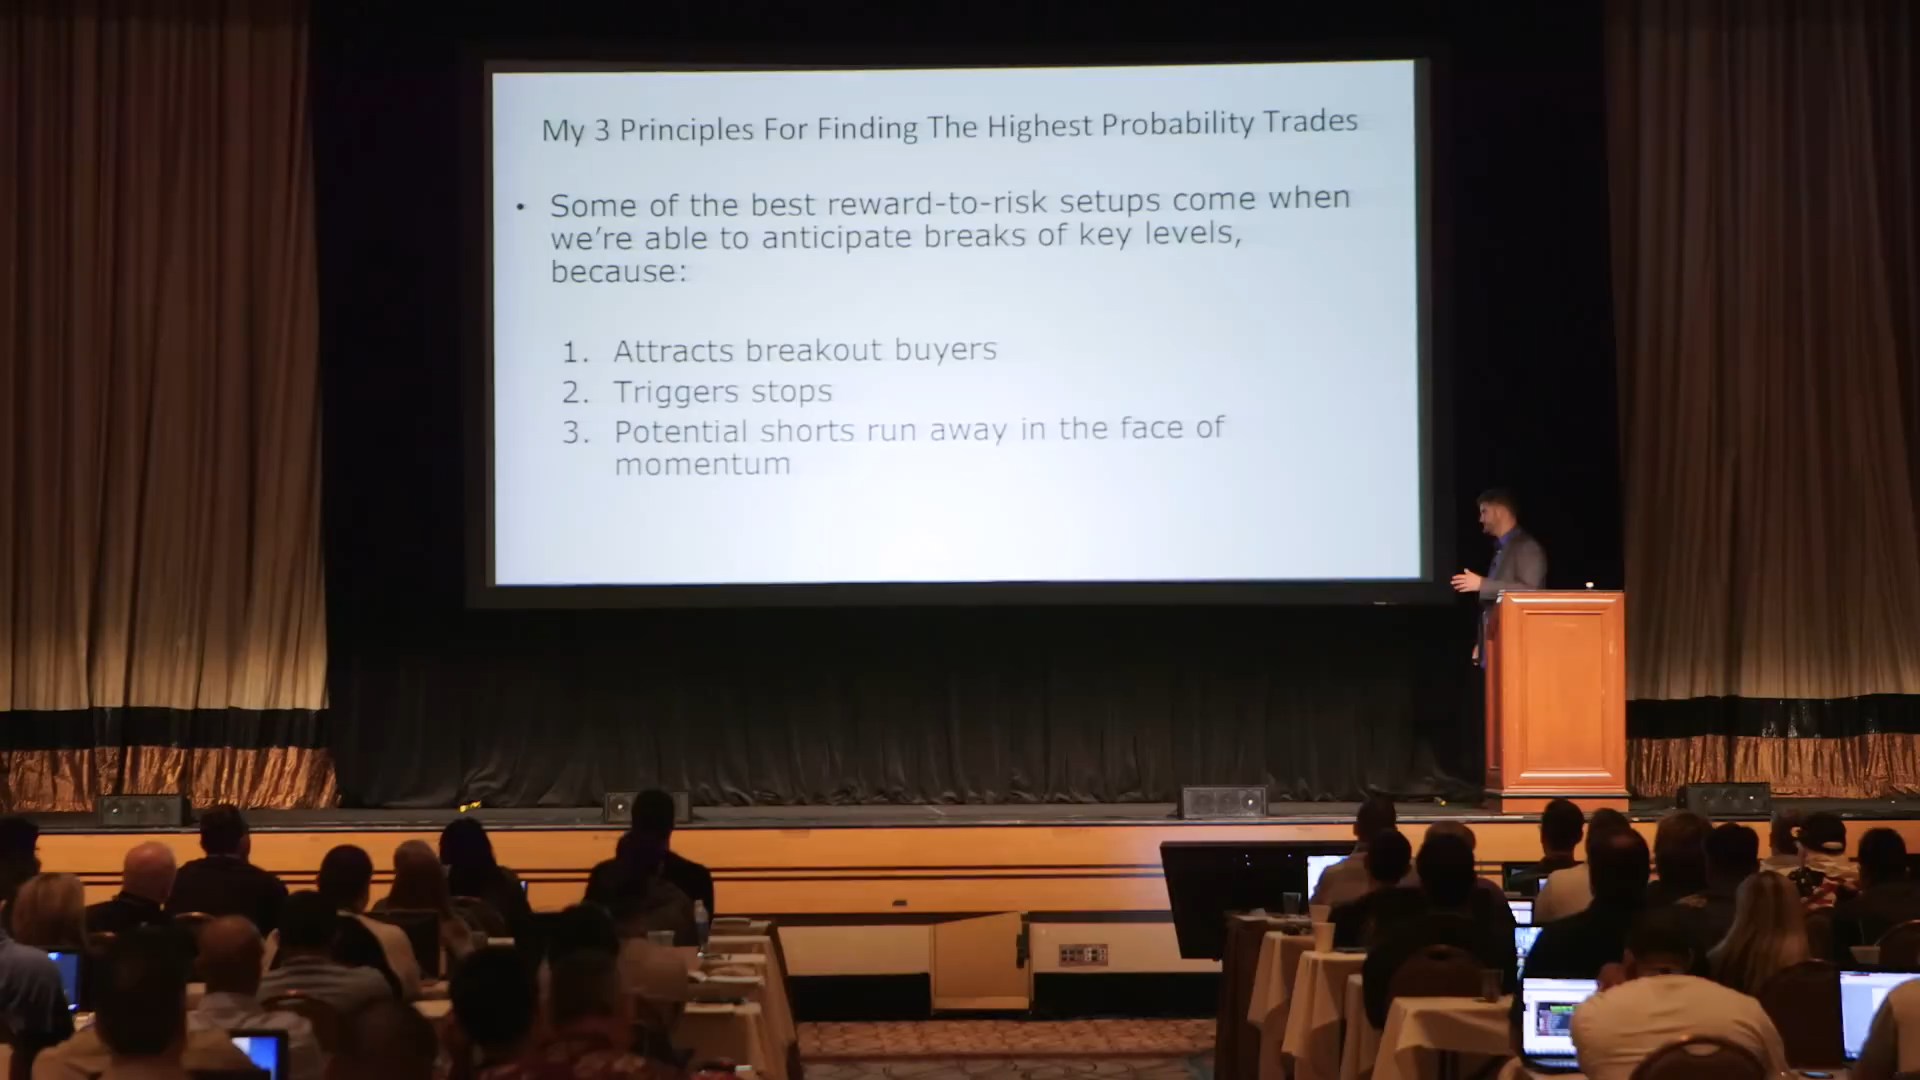 My 3 Principles For Finding The Highest Probability Trades
• Some of the best reward-to-risk setups come when
we're able to anticipate breaks of key levels,
because:
1. Attracts breakout buyers
2. Triggers stops
3. Potential shorts run away in the face of
momentum